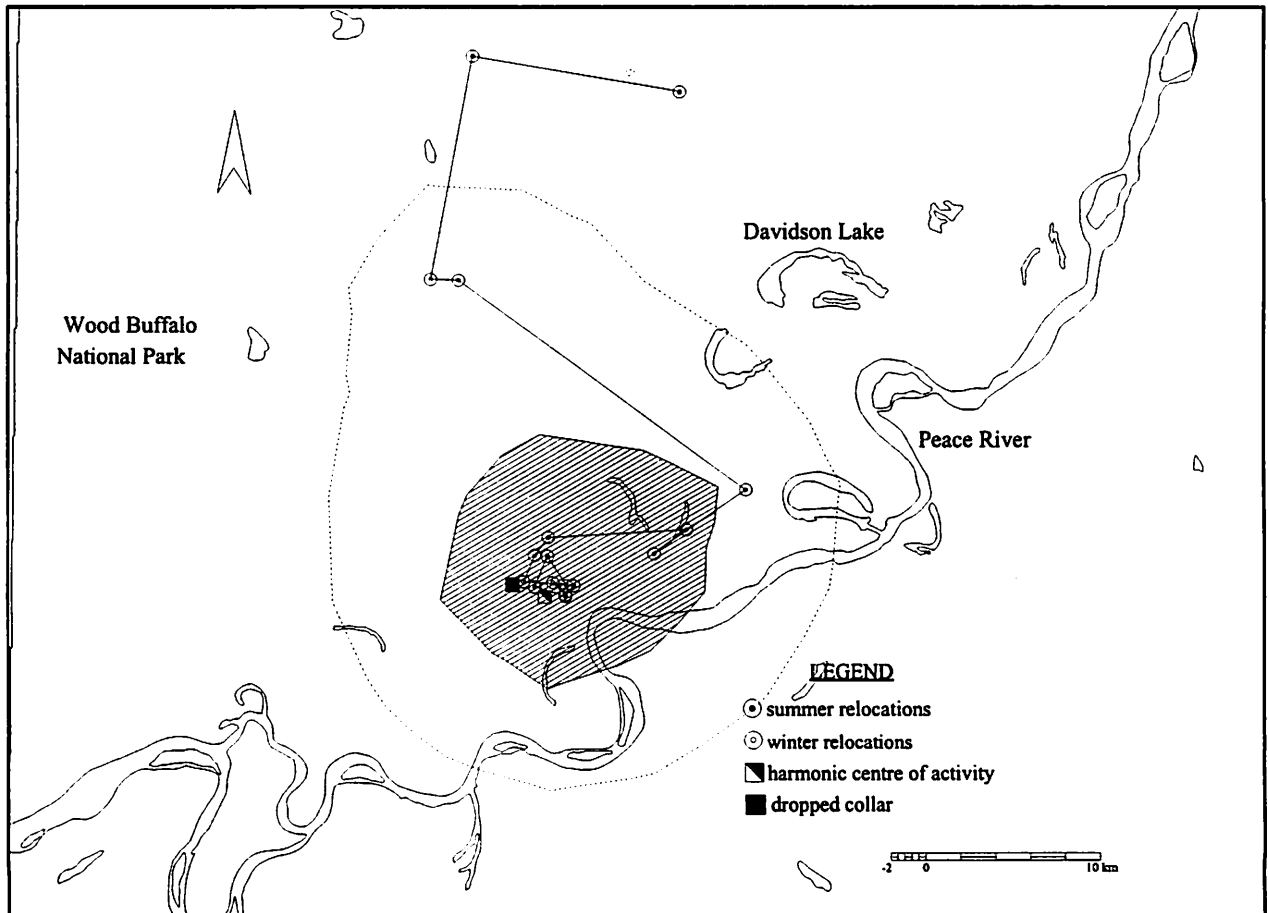 Davidson Lake
Wood Buffalo
National Park
Peace River
LEGEND
summer relocations
winter relocations
harmonic centre of activity
dropped collar
-2 0 10 km